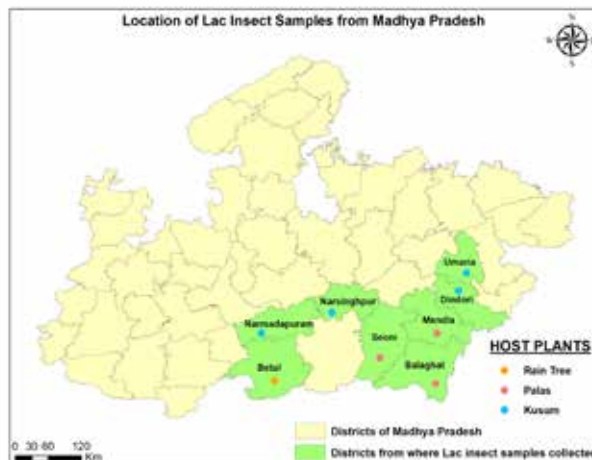 Location of Lac Insect Samples from Madhya Pradesh
N
W E
S
Umaria
Dindori
Narsinghpur
Narmadapuram
Mandla
Seoni
Betul
Balaghat
HOST PLANTS
Rain Tree
Palas
Kusum
Districts of Madhya Pradesh
Districts from where Lac insect samples collected
0 30 60 120
Km